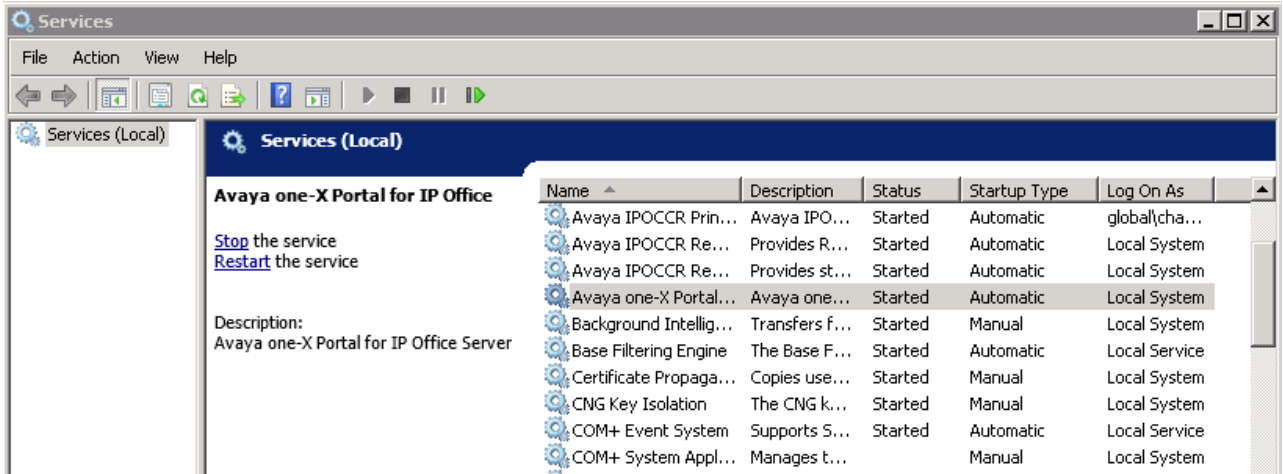 Services
File Action View Help
Services (Local)
Services (Local)
Avaya one-X Portal for IP Office
Stop the service
Restart the service
Description:
Avaya one-X Portal for IP Office Server
Name Description Status Startup Type Log On As
Avaya IPOCCR Prin... Avaya IPO... Started Automatic global\cha...
Avaya IPOCCR Re... Provides R... Started Automatic Local System
Avaya IPOCCR Re... Provides st... Started Automatic Local System
Avaya one-X Portal... Avaya one... Started Automatic Local System
Background Intellig... Transfers f... Started Manual Local System
Base Filtering Engine The Base F... Started Automatic Local Service
Certificate Propaga... Copies use... Started Manual Local System
CNG Key Isolation The CNG k... Started Manual Local System
COM+ Event System Supports S... Started Automatic Local Service
COM+ System Appl... Manages t... Manual Local System